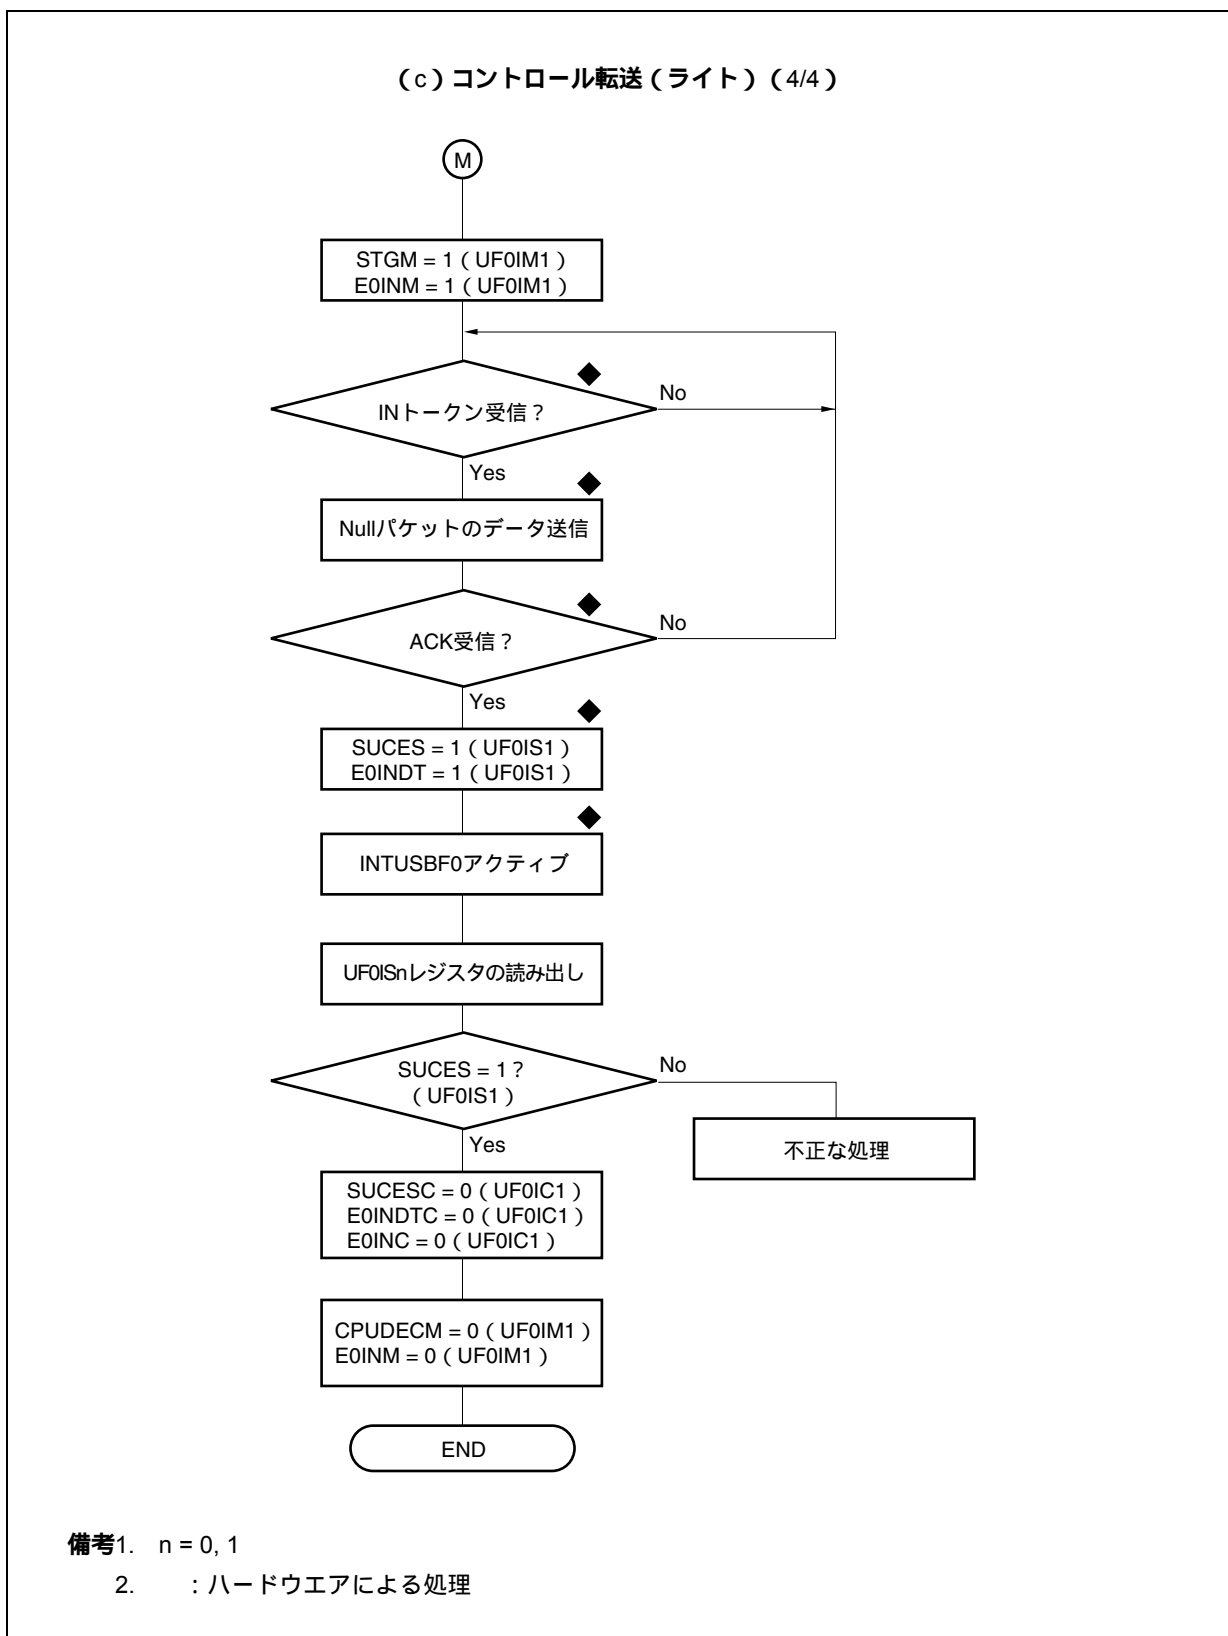 （c）コントロール転送（ライト）（4/4）
M
STGM = 1（UF0IM1）
E0INM = 1（UF0IM1）
INトークン受信？
No
Yes
Nullパケットのデータ送信
ACK受信？
No
Yes
SUCES = 1（UF0IS1）
E0INDT = 1（UF0IS1）
INTUSBF0アクティブ
UF0ISnレジスタの読み出し
SUCES = 1？
（UF0IS1）
No
不正な処理
Yes
SUCESC = 0（UF0IC1）
E0INDTC = 0（UF0IC1）
E0INC = 0（UF0IC1）
CPUDECM = 0（UF0IM1）
E0INM = 0（UF0IM1）
END
備考1. n = 0, 1
2. ：ハードウエアによる処理